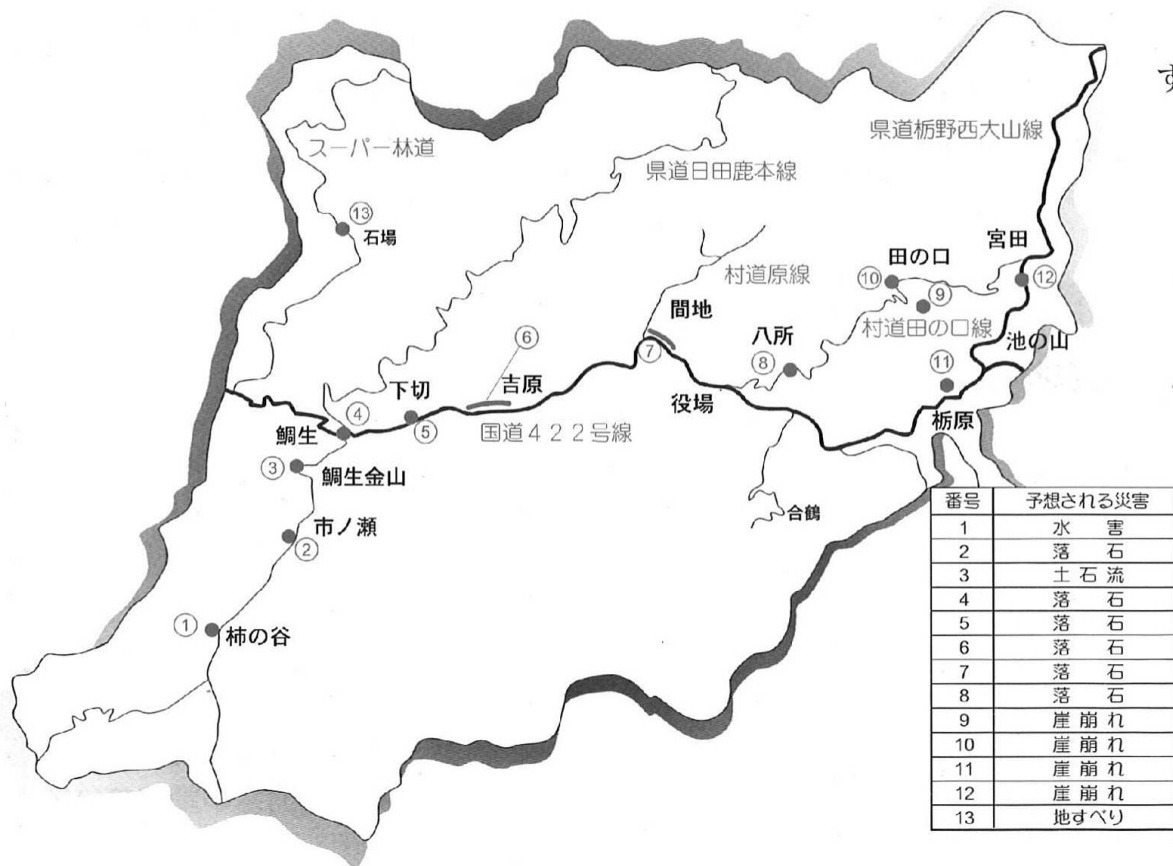 す
県道栃野西大山線
スーパー林道
県道日田鹿本線
⑬
石場
宮田
田の口
⑩
⑫
村道原線
⑨
間地
村道田の口線
⑥
八所
池の山
⑦
⑧
下切
吉原
⑪
役場
栃原
④
鯛生
⑤
国道422号線
③
鯛生金山
合鶴
市ノ瀬
②
①
柿の谷
番号 予想される災害
1 水 害
2 落 石
3 土石流
4 落 石
5 落 石
6 落 石
7 落 石
8 落 石
9 崖崩れ
10 崖崩れ
11 崖崩れ
12 崖崩れ
13 地すべり